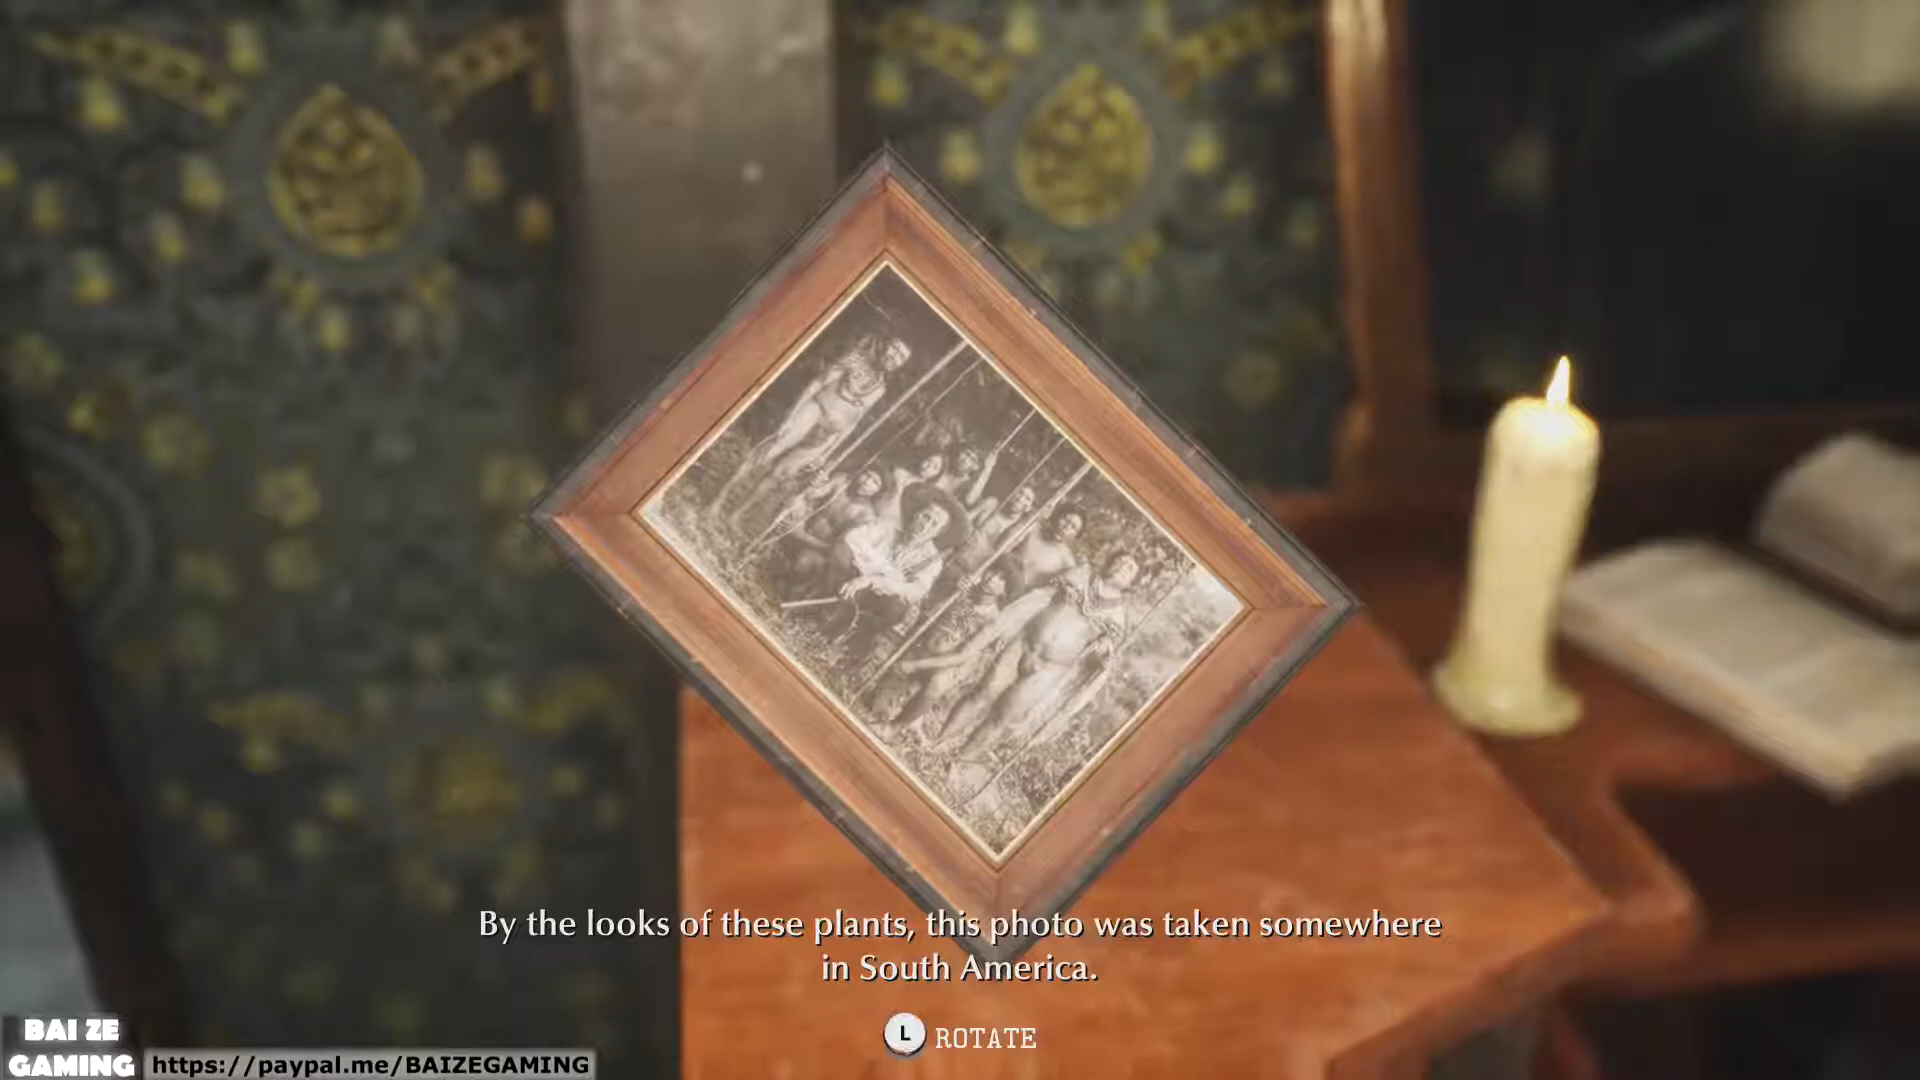 By the looks of these plants, this photo was taken somewhere
in South America.
L ROTATE
BAI ZE
GAMING
https://paypal.me/BAIZEGAMING